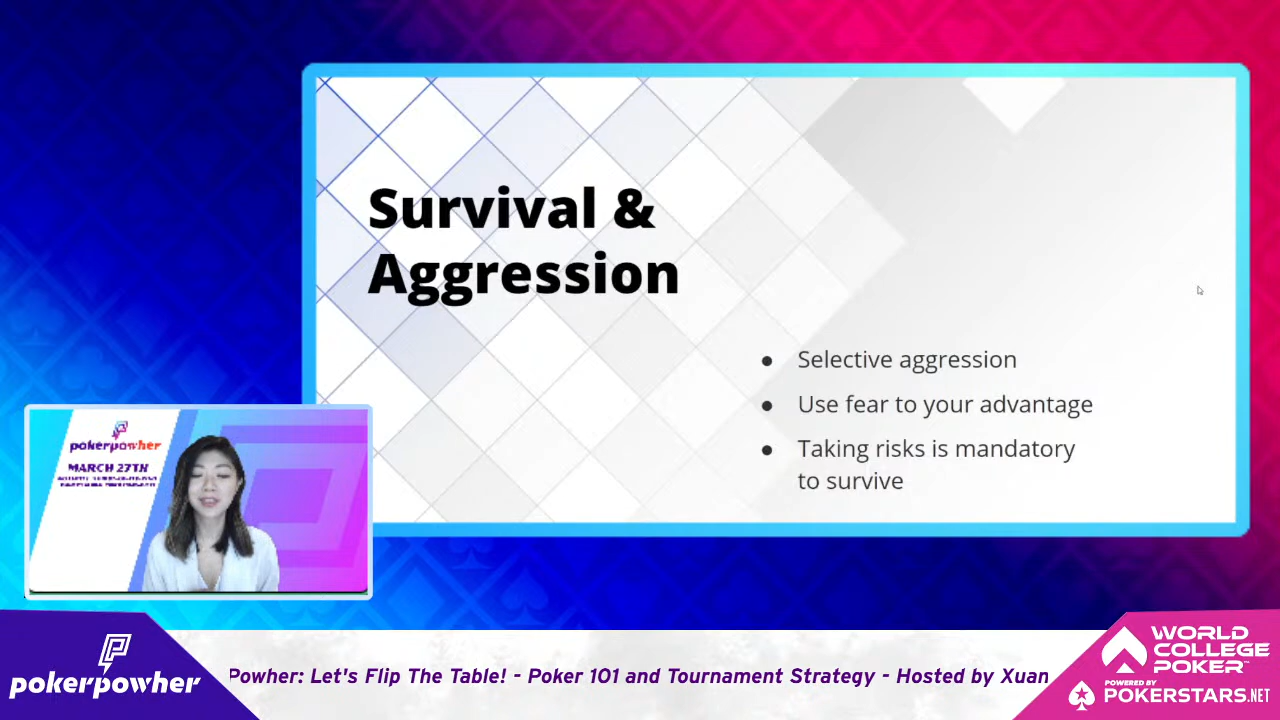 Survival &
Aggression
● Selective aggression
● Use fear to your advantage
● Taking risks is mandatory
to survive
pokerpowher
MARCH 27TH
pokerpowher
Powher: Let's Flip The Table! - Poker 101 and Tournament Strategy - Hosted by Xuan
WORLD
COLLEGE
POKER™
POWERED BY
POKERSTARS.NET